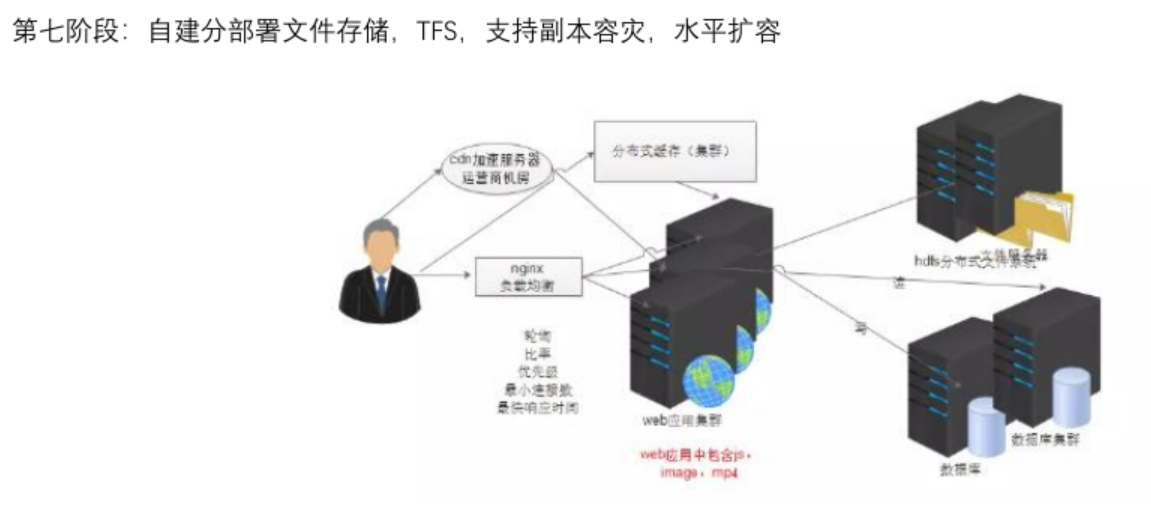 第七阶段：自建分部署文件存储，TFS，支持副本容灾，水平扩容
cdn加速服务器
运营商机房
分布式缓存（集群）
nginx
负载均衡
轮询
比率
优先级
最小连接数
最快响应时间
web应用集群
web应用中包含js，
image，mp4
文件服务器
hdfs分布式文件系统
读
写
数据库集群
数据库